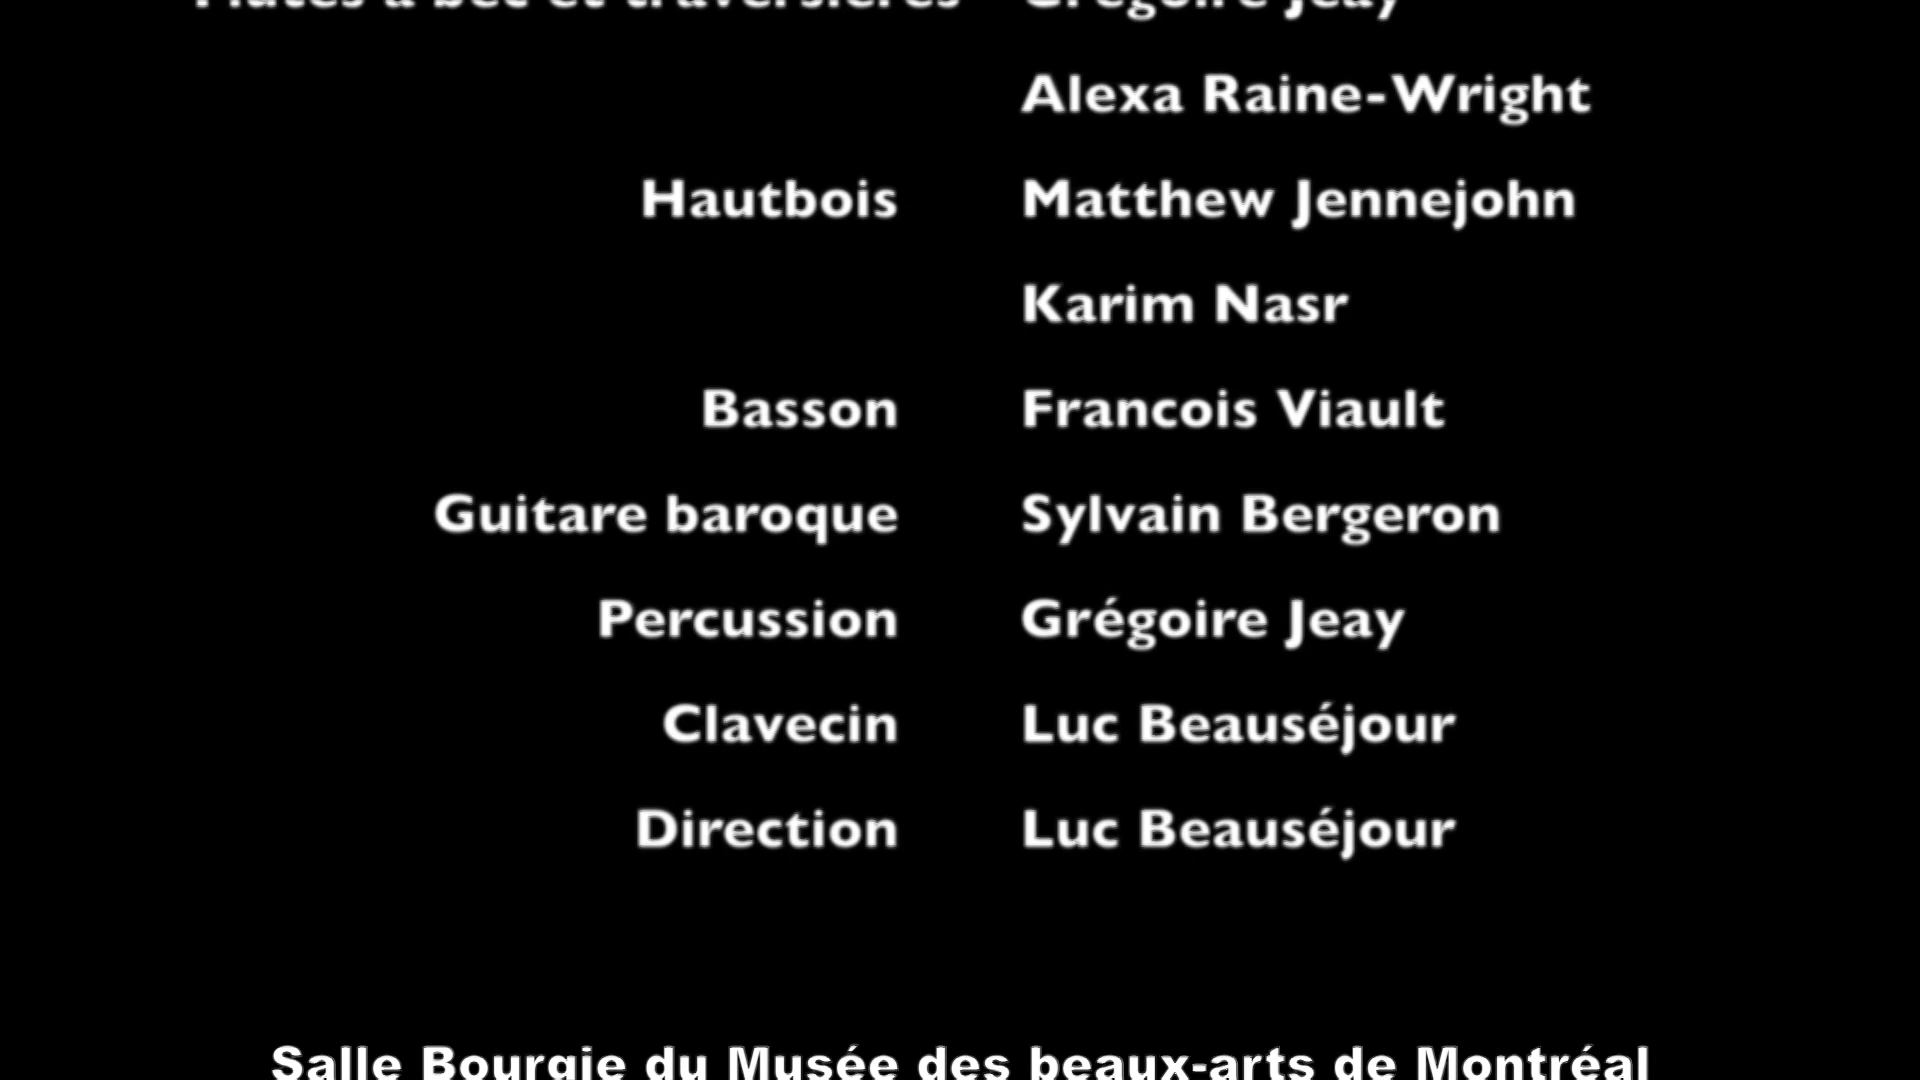 Flûtes à bec et traversières Grégoire Jeay
Alexa Raine-Wright
Hautbois Matthew Jennejohn
Karim Nasr
Basson Francois Viault
Guitare baroque Sylvain Bergeron
Percussion Grégoire Jeay
Clavecin Luc Beauséjour
Direction Luc Beauséjour
Salle Bourgie du Musée des beaux-arts de Montréal